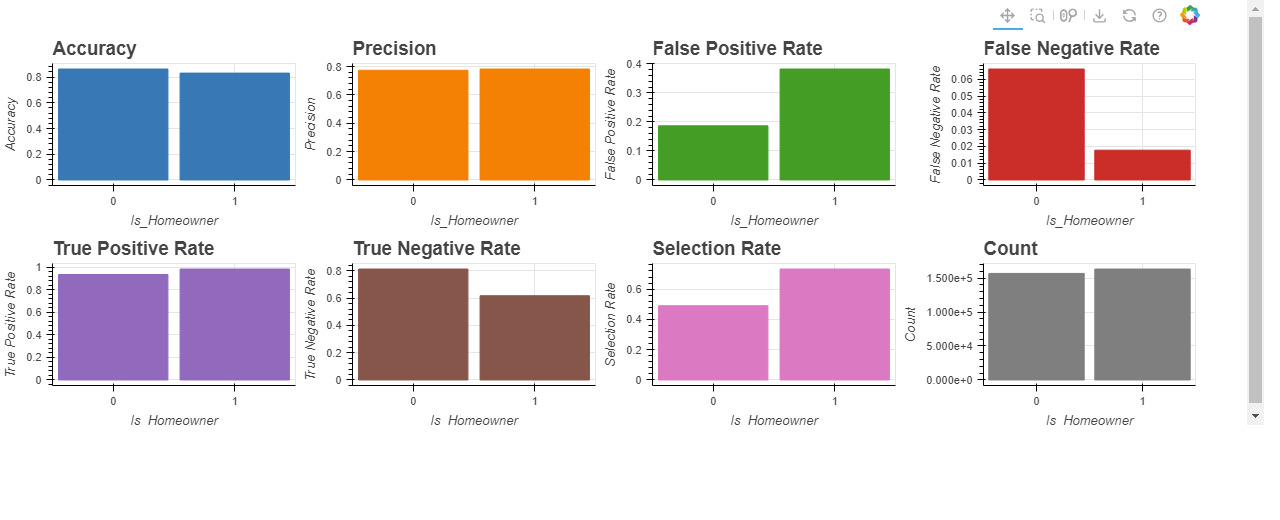 Accuracy
Accuracy
0.8
0.6
0.4
0.2
0
0
1
Is_Homeowner
Precision
Precision
0.8
0.6
0.4
0.2
0
0
1
Is_Homeowner
False Positive Rate
False Positive Rate
0.4
0.3
0.2
0.1
0
0
1
Is_Homeowner
False Negative Rate
False Negative Rate
0.06
0.05
0.04
0.03
0.02
0.01
0
0
1
Is_Homeowner
True Positive Rate
True Positive Rate
1
0.8
0.6
0.4
0.2
0
0
1
Is_Homeowner
True Negative Rate
True Negative Rate
0.8
0.6
0.4
0.2
0
0
1
Is_Homeowner
Selection Rate
Selection Rate
0.6
0.4
0.2
0
0
1
Is_Homeowner
Count
Count
1.500e+5
1.000e+5
5.000e+4
0.000e+0
0
1
Is_Homeowner